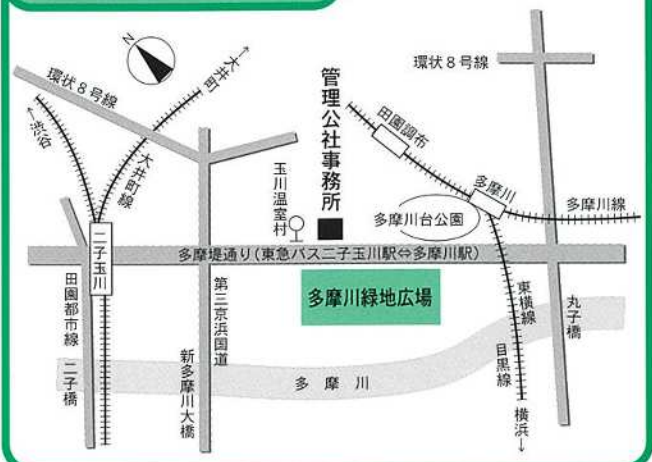 N
↑大井町
環状8号線
↑渋谷
大井町線
管理公社事務所
環状8号線
田園調布
多摩川
多摩川線
玉川温室村
多摩川台公園
二子玉川
多摩堤通り(東急バス二子玉川駅⇔多摩川駅)
田園都市線
第三京浜国道
多摩川緑地広場
東横線
丸子橋
二子橋
新多摩川大橋
多摩川
目黒線
横浜→